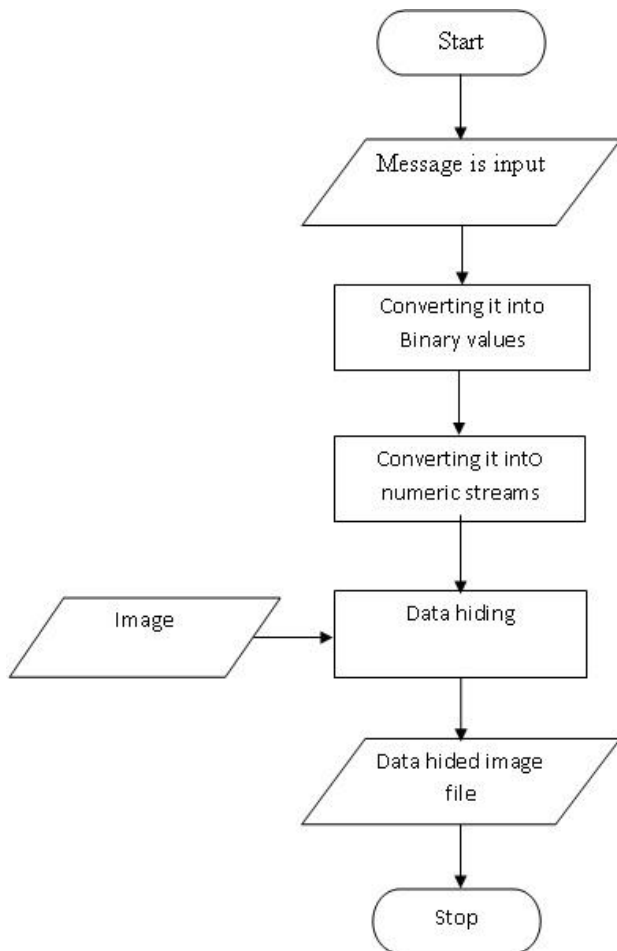 Start
Message is input
Converting it into
Binary values
Converting it into
numeric streams
Image
Data hiding
Data hided image
file
Stop